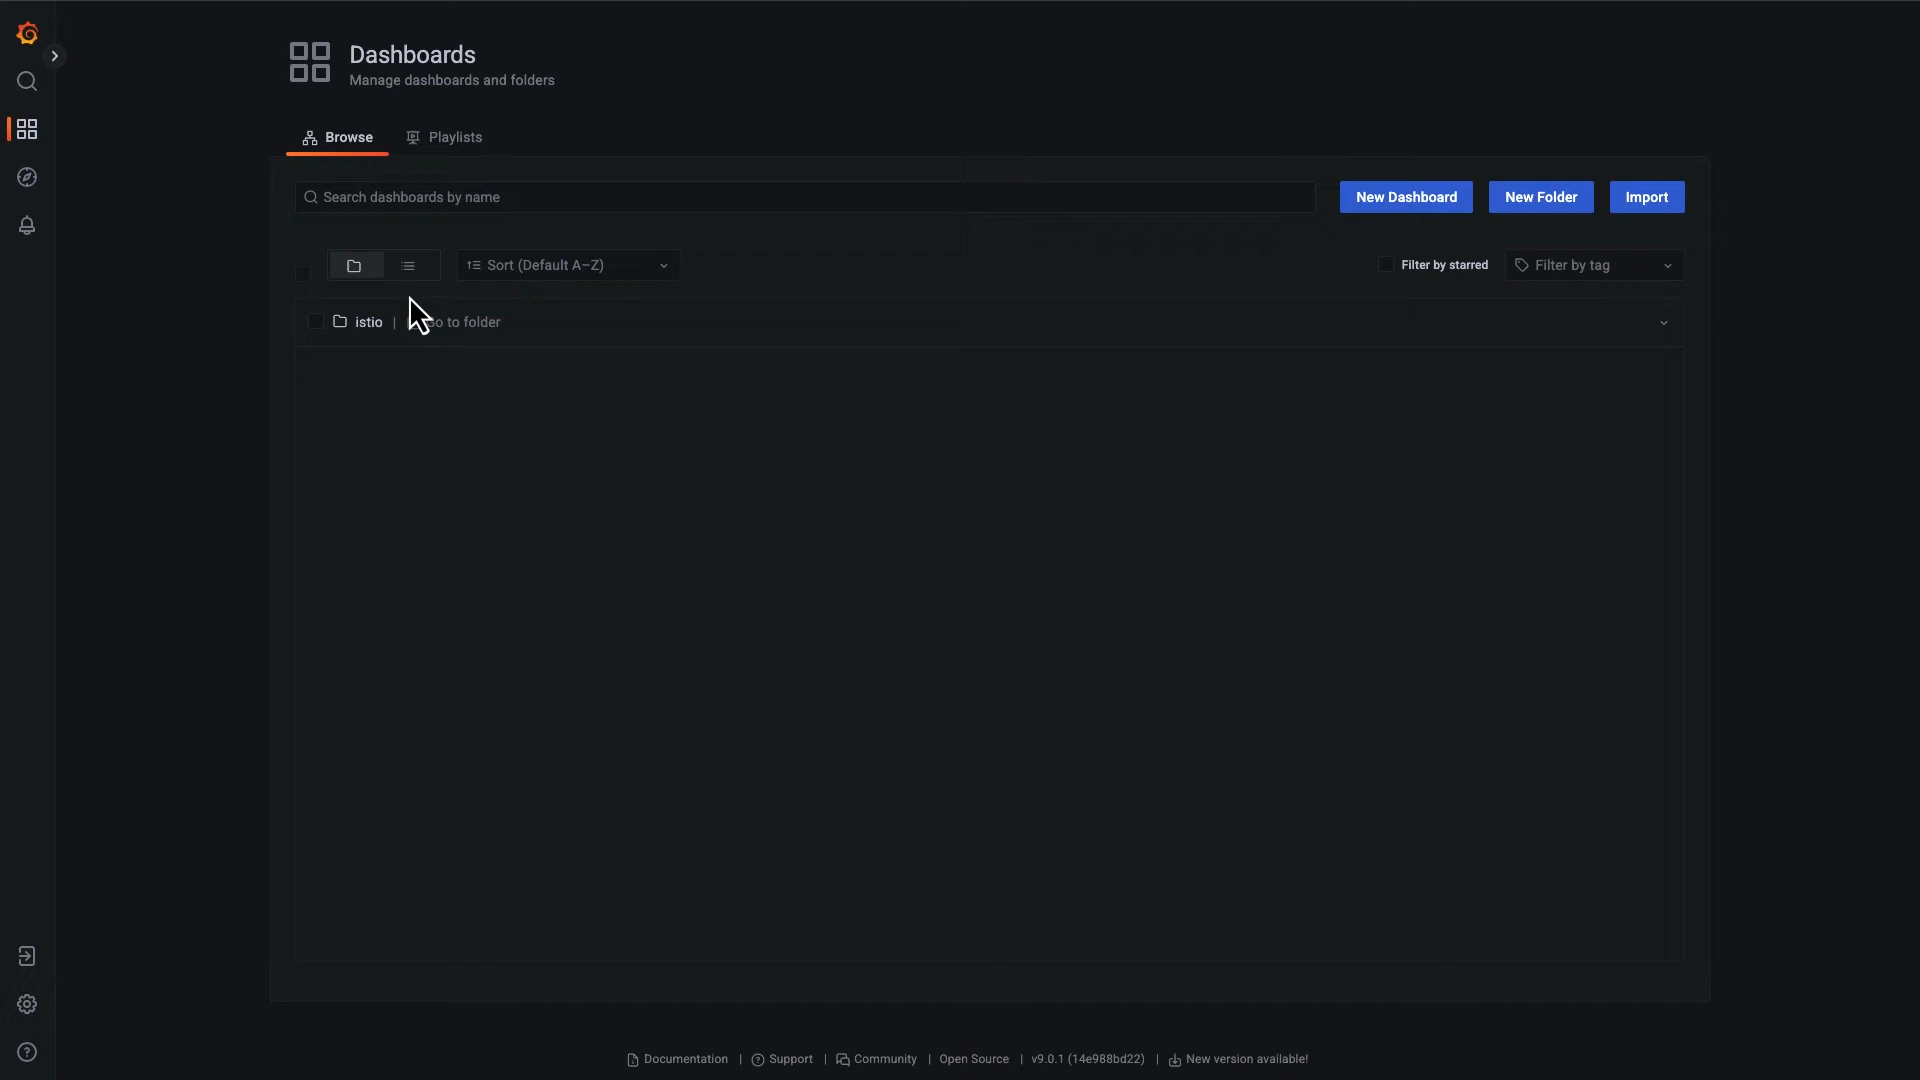 Dashboards
Manage dashboards and folders
Browse
Playlists
Search dashboards by name
New Dashboard
New Folder
Import
Sort (Default A–Z)
Filter by starred
Filter by tag
istio | Go to folder
Documentation | Support | Community | Open Source | v9.0.1 (14e988bd22) | New version available!